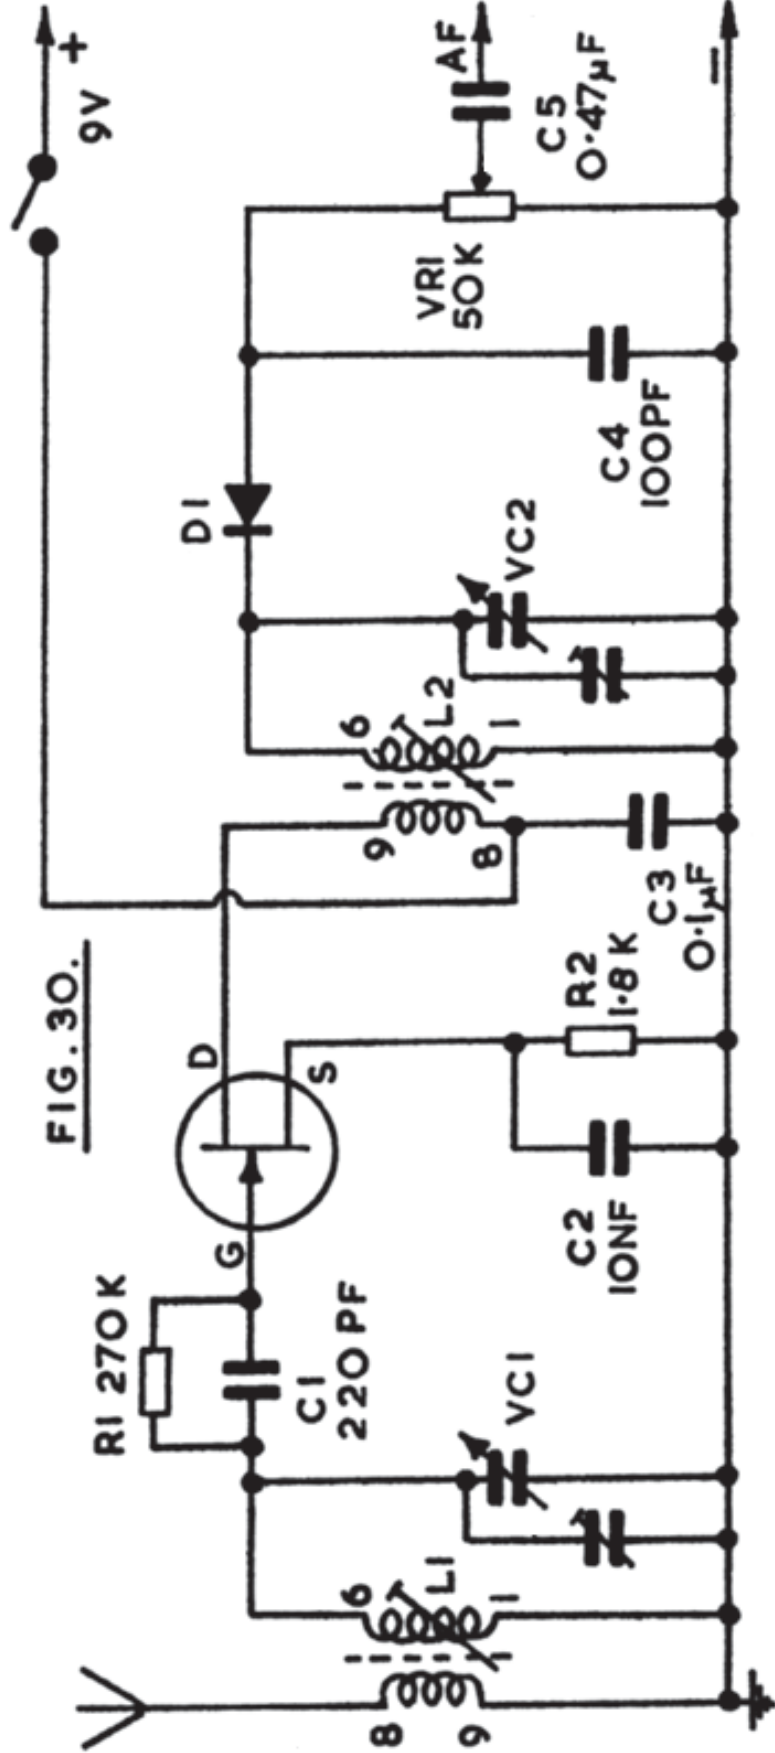 FIG. 30.
+
9V
R1 270K
G
D
S
D1
C1
220PF
8
9
6
L1
1
VC1
C2
10NF
R2
1·8K
9
8
C3
0·1µF
6
L2
1
VC2
C4
100PF
VR1
50K
AF
C5
0·47µF
−